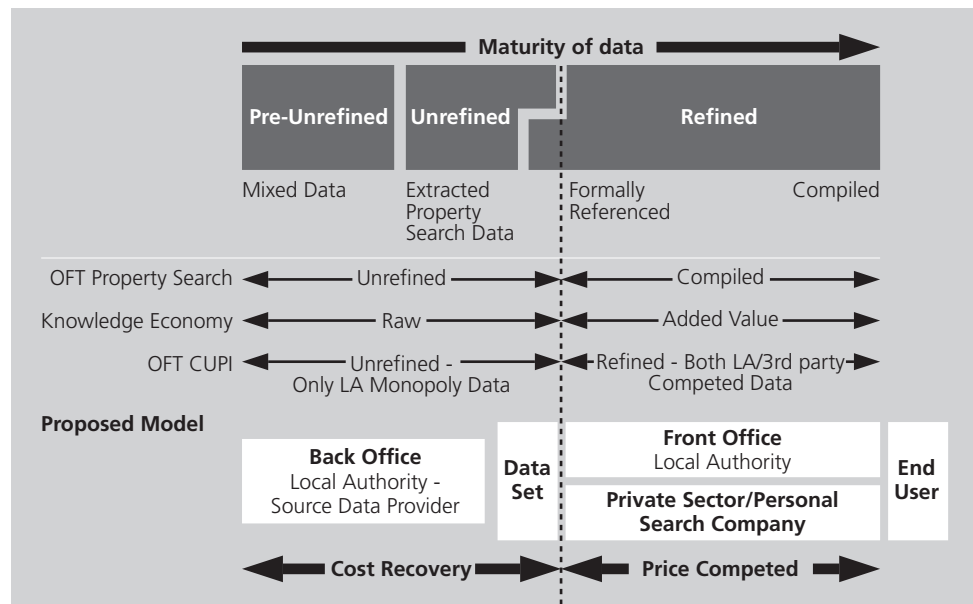 Maturity of data
Pre-Unrefined
Unrefined
Refined
Mixed Data
Extracted
Property
Search Data
Formally
Referenced
Compiled
OFT Property Search
Unrefined
Compiled
Knowledge Economy
Raw
Added Value
OFT CUPI
Unrefined -
Only LA Monopoly Data
Refined - Both LA/3rd party
Competed Data
Proposed Model
Back Office
Local Authority -
Source Data Provider
Data
Set
Front Office
Local Authority
Private Sector/Personal
Search Company
End
User
Cost Recovery
Price Competed